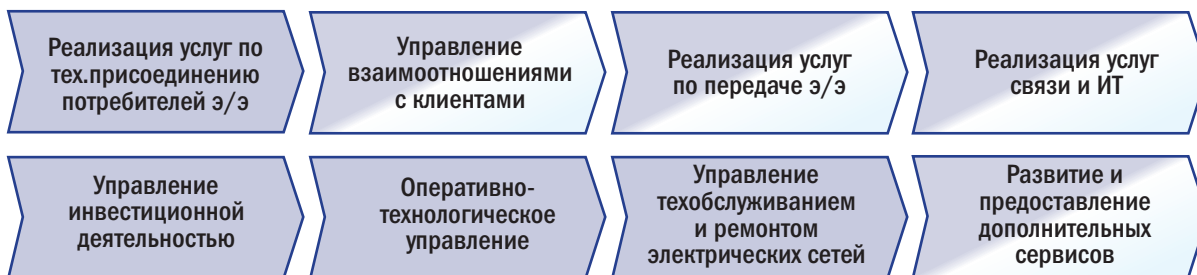 Реализация услуг по
тех.присоединению
потребителей э/э
Управление
взаимоотношениями
с клиентами
Реализация услуг
по передаче э/э
Реализация услуг
связи и ИТ
Управление
инвестиционной
деятельностью
Оперативно-
технологическое
управление
Управление
техобслуживанием
и ремонтом
электрических сетей
Развитие и
предоставление
дополнительных
сервисов